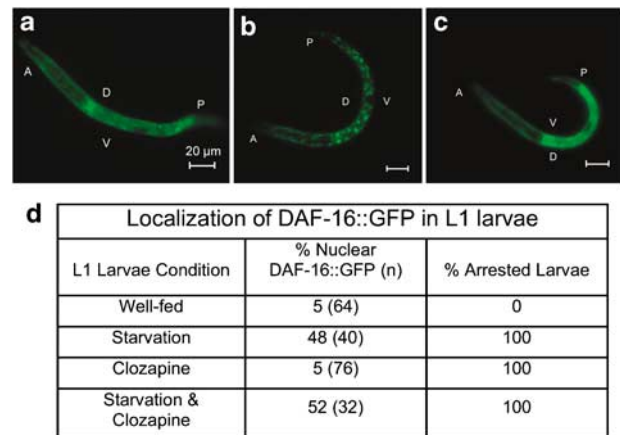 a
A
D
V
P
20 µm
b
P
D
V
A
c
A
P
V
D
d
Localization of DAF-16::GFP in L1 larvae
L1 Larvae Condition
% Nuclear
DAF-16::GFP (n)
% Arrested Larvae
Well-fed
5 (64)
0
Starvation
48 (40)
100
Clozapine
5 (76)
100
Starvation &
Clozapine
52 (32)
100